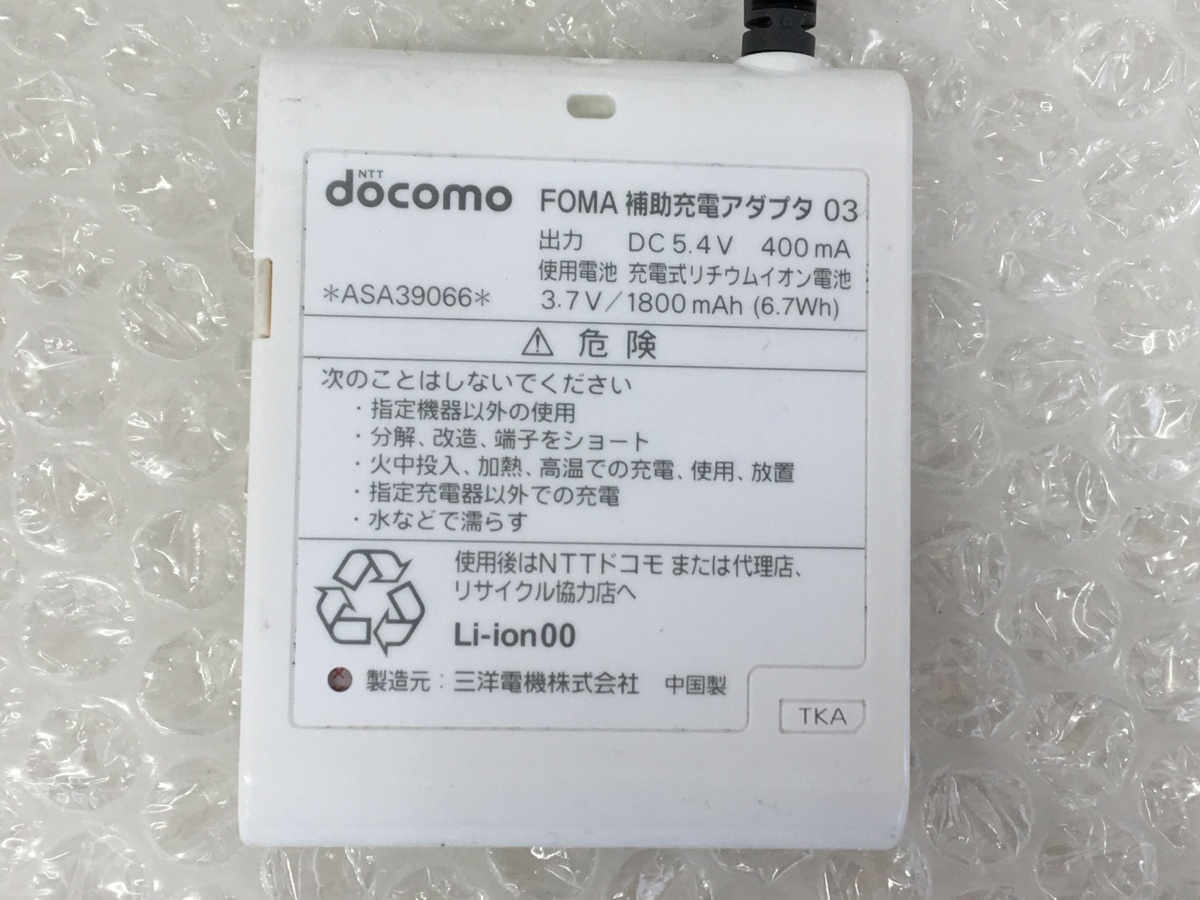 NTT
docomo
FOMA 補助充電アダプタ 03
出力 DC 5.4V 400mA
使用電池 充電式リチウムイオン電池
*ASA39066*
3.7V/1800mAh (6.7Wh)
⚠ 危険
次のことはしないでください
・指定機器以外の使用
・分解、改造、端子をショート
・火中投入、加熱、高温での充電、使用、放置
・指定充電器以外での充電
・水などで濡らす
使用後はNTTドコモ または代理店、
リサイクル協力店へ
Li-ion00
製造元:三洋電機株式会社 中国製
TKA